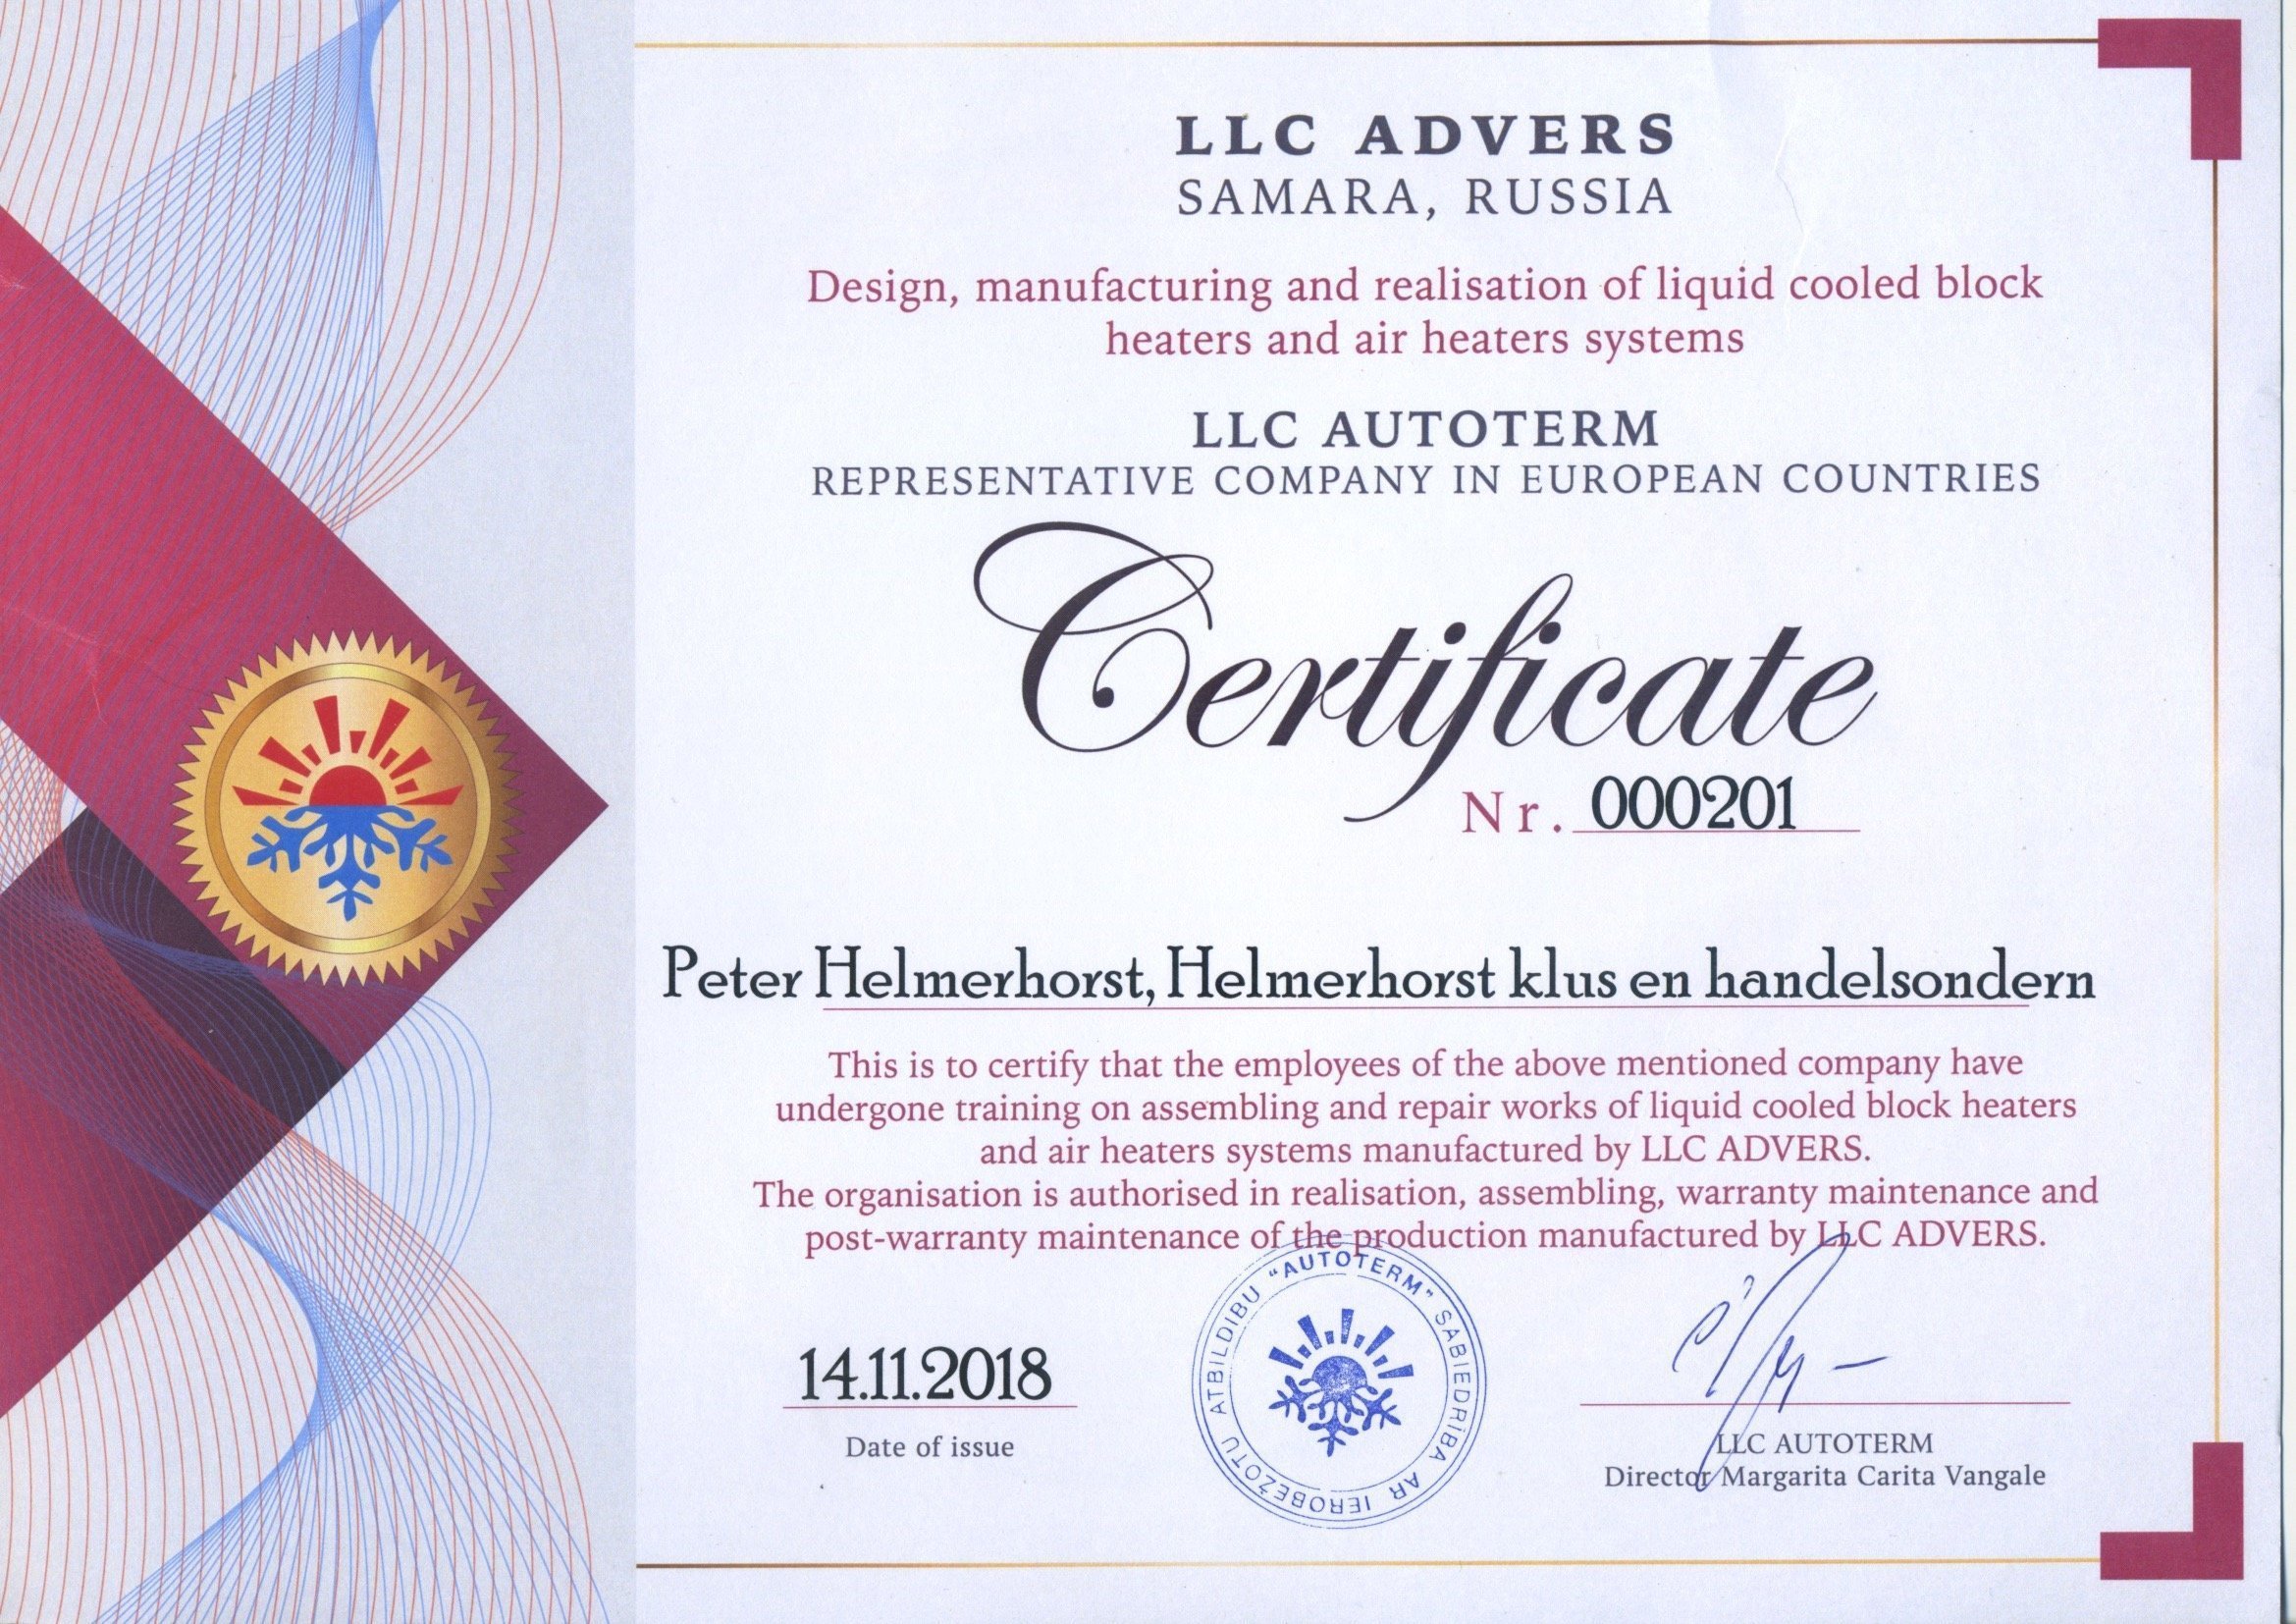 LLC ADVERS
SAMARA, RUSSIA
Design, manufacturing and realisation of liquid cooled block
heaters and air heaters systems
LLC AUTOTERM
REPRESENTATIVE COMPANY IN EUROPEAN COUNTRIES
Certificate
Nr. 000201
Peter Helmerhorst, Helmerhorst klus en handelsondern
This is to certify that the employees of the above mentioned company have
undergone training on assembling and repair works of liquid cooled block heaters
and air heaters systems manufactured by LLC ADVERS.
The organisation is authorised in realisation, assembling, warranty maintenance and
post-warranty maintenance of the production manufactured by LLC ADVERS.
14.11.2018
Date of issue
SABIEDRĪBA AR IEROBEŽOTU ATBILDĪBU "AUTOTERM"
LLC AUTOTERM
Director Margarita Carita Vangale